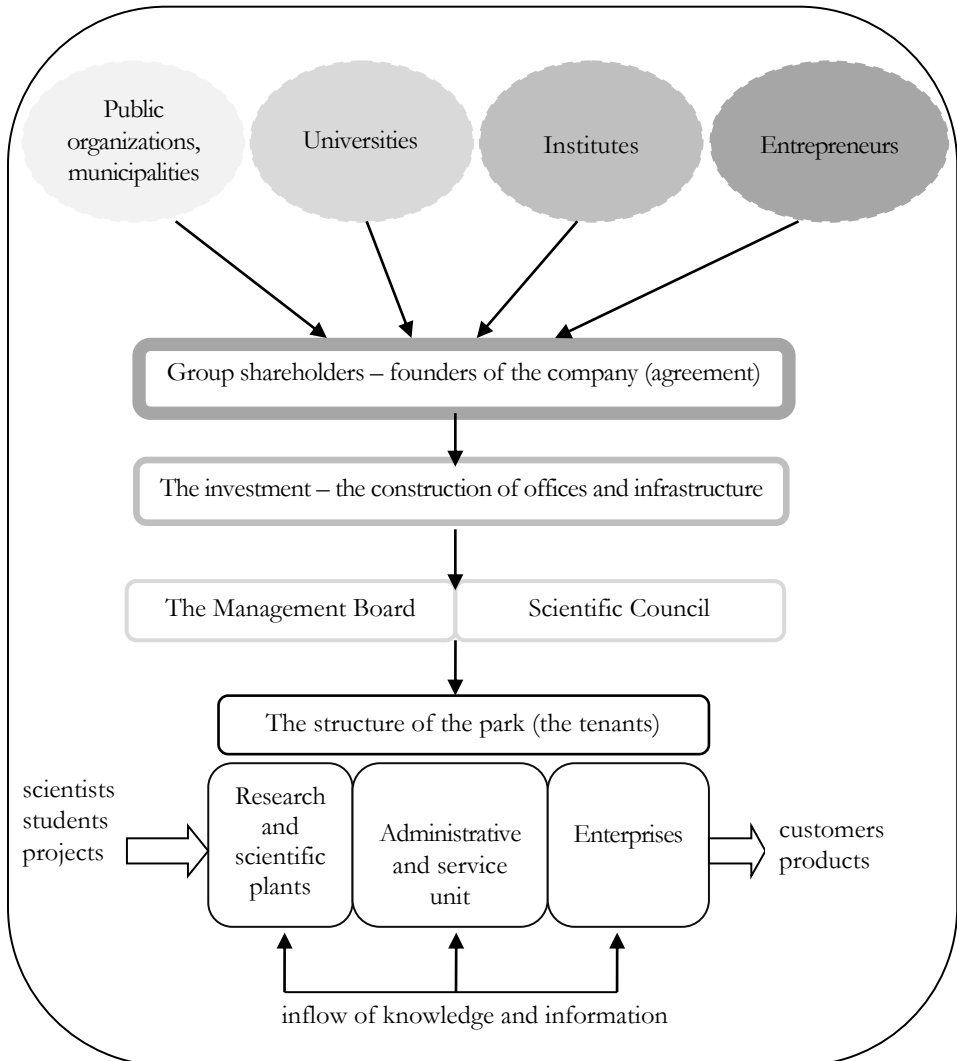 Public
organizations,
municipalities
Universities
Institutes
Entrepreneurs
Group shareholders – founders of the company (agreement)
The investment – the construction of offices and infrastructure
The Management Board
Scientific Council
The structure of the park (the tenants)
scientists
students
projects
Research
and
scientific
plants
Administrative
and service
unit
Enterprises
customers
products
inflow of knowledge and information